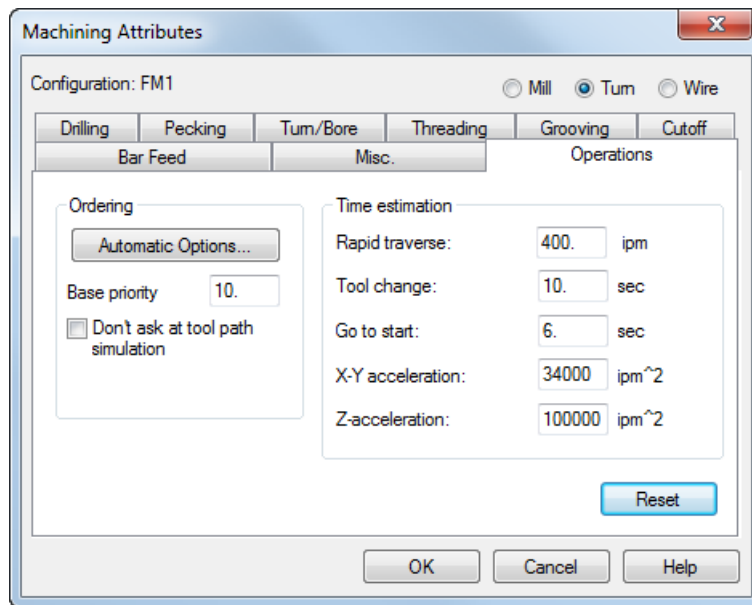 Machining Attributes
Configuration: FM1
Mill Turn Wire
Drilling Pecking Turn/Bore Threading Grooving Cutoff
Bar Feed Misc. Operations
Ordering
Automatic Options...
Base priority 10.
Don't ask at tool path
simulation
Time estimation
Rapid traverse: 400. ipm
Tool change: 10. sec
Go to start: 6. sec
X-Y acceleration: 34000 ipm^2
Z-acceleration: 100000 ipm^2
Reset
OK Cancel Help